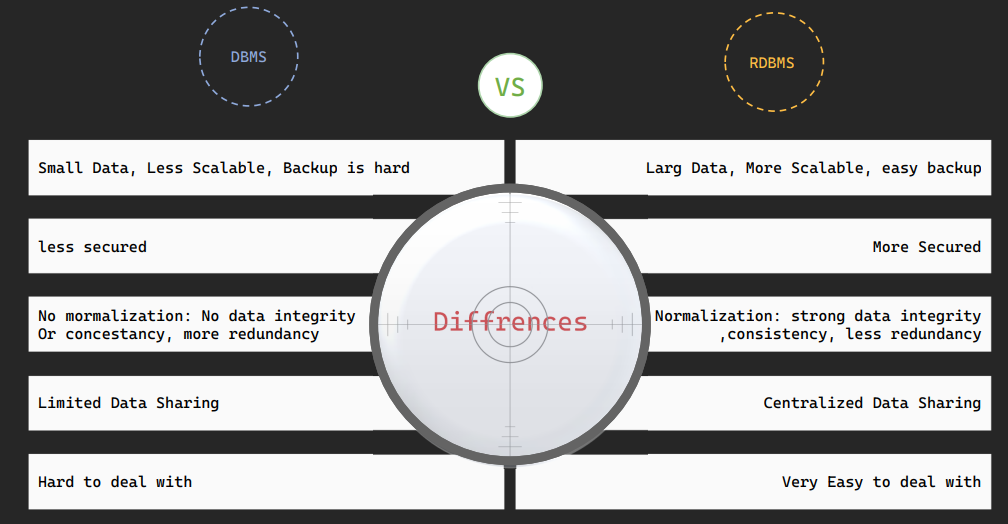 DBMS
VS
RDBMS
Small Data, Less Scalable, Backup is hard
Larg Data, More Scalable, easy backup
less secured
More Secured
Diffrences
No mormalization: No data integrity
Or concestancy, more redundancy
Normalization: strong data integrity
,consistency, less redundancy
Limited Data Sharing
Centralized Data Sharing
Hard to deal with
Very Easy to deal with